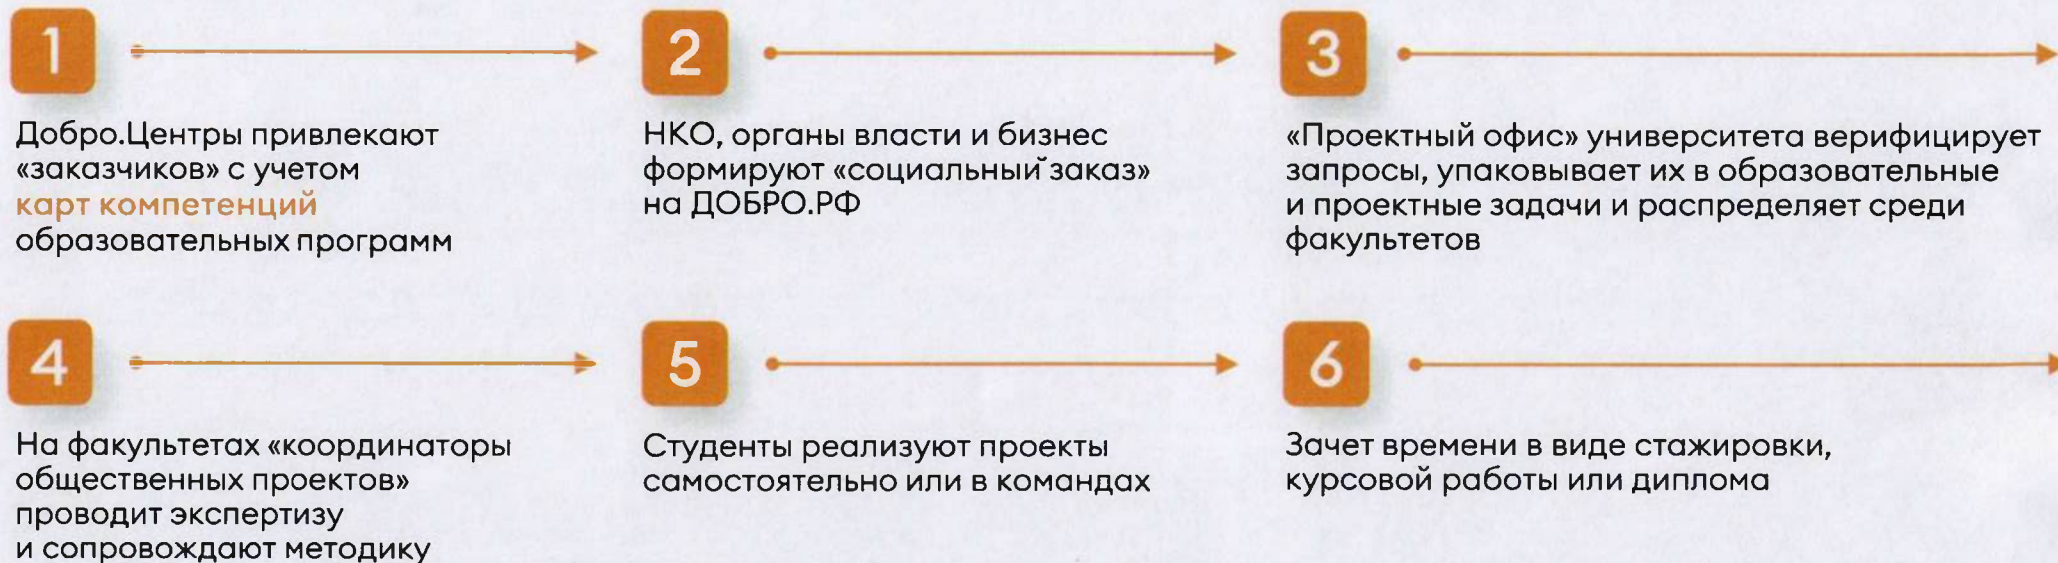 1
Добро.Центры привлекают
«заказчиков» с учетом
карт компетенций
образовательных программ
2
НКО, органы власти и бизнес
формируют «социальный заказ»
на ДОБРО.РФ
3
«Проектный офис» университета верифицирует
запросы, упаковывает их в образовательные
и проектные задачи и распределяет среди
факультетов
4
На факультетах «координаторы
общественных проектов»
проводит экспертизу
и сопровождают методику
5
Студенты реализуют проекты
самостоятельно или в командах
6
Зачет времени в виде стажировки,
курсовой работы или диплома